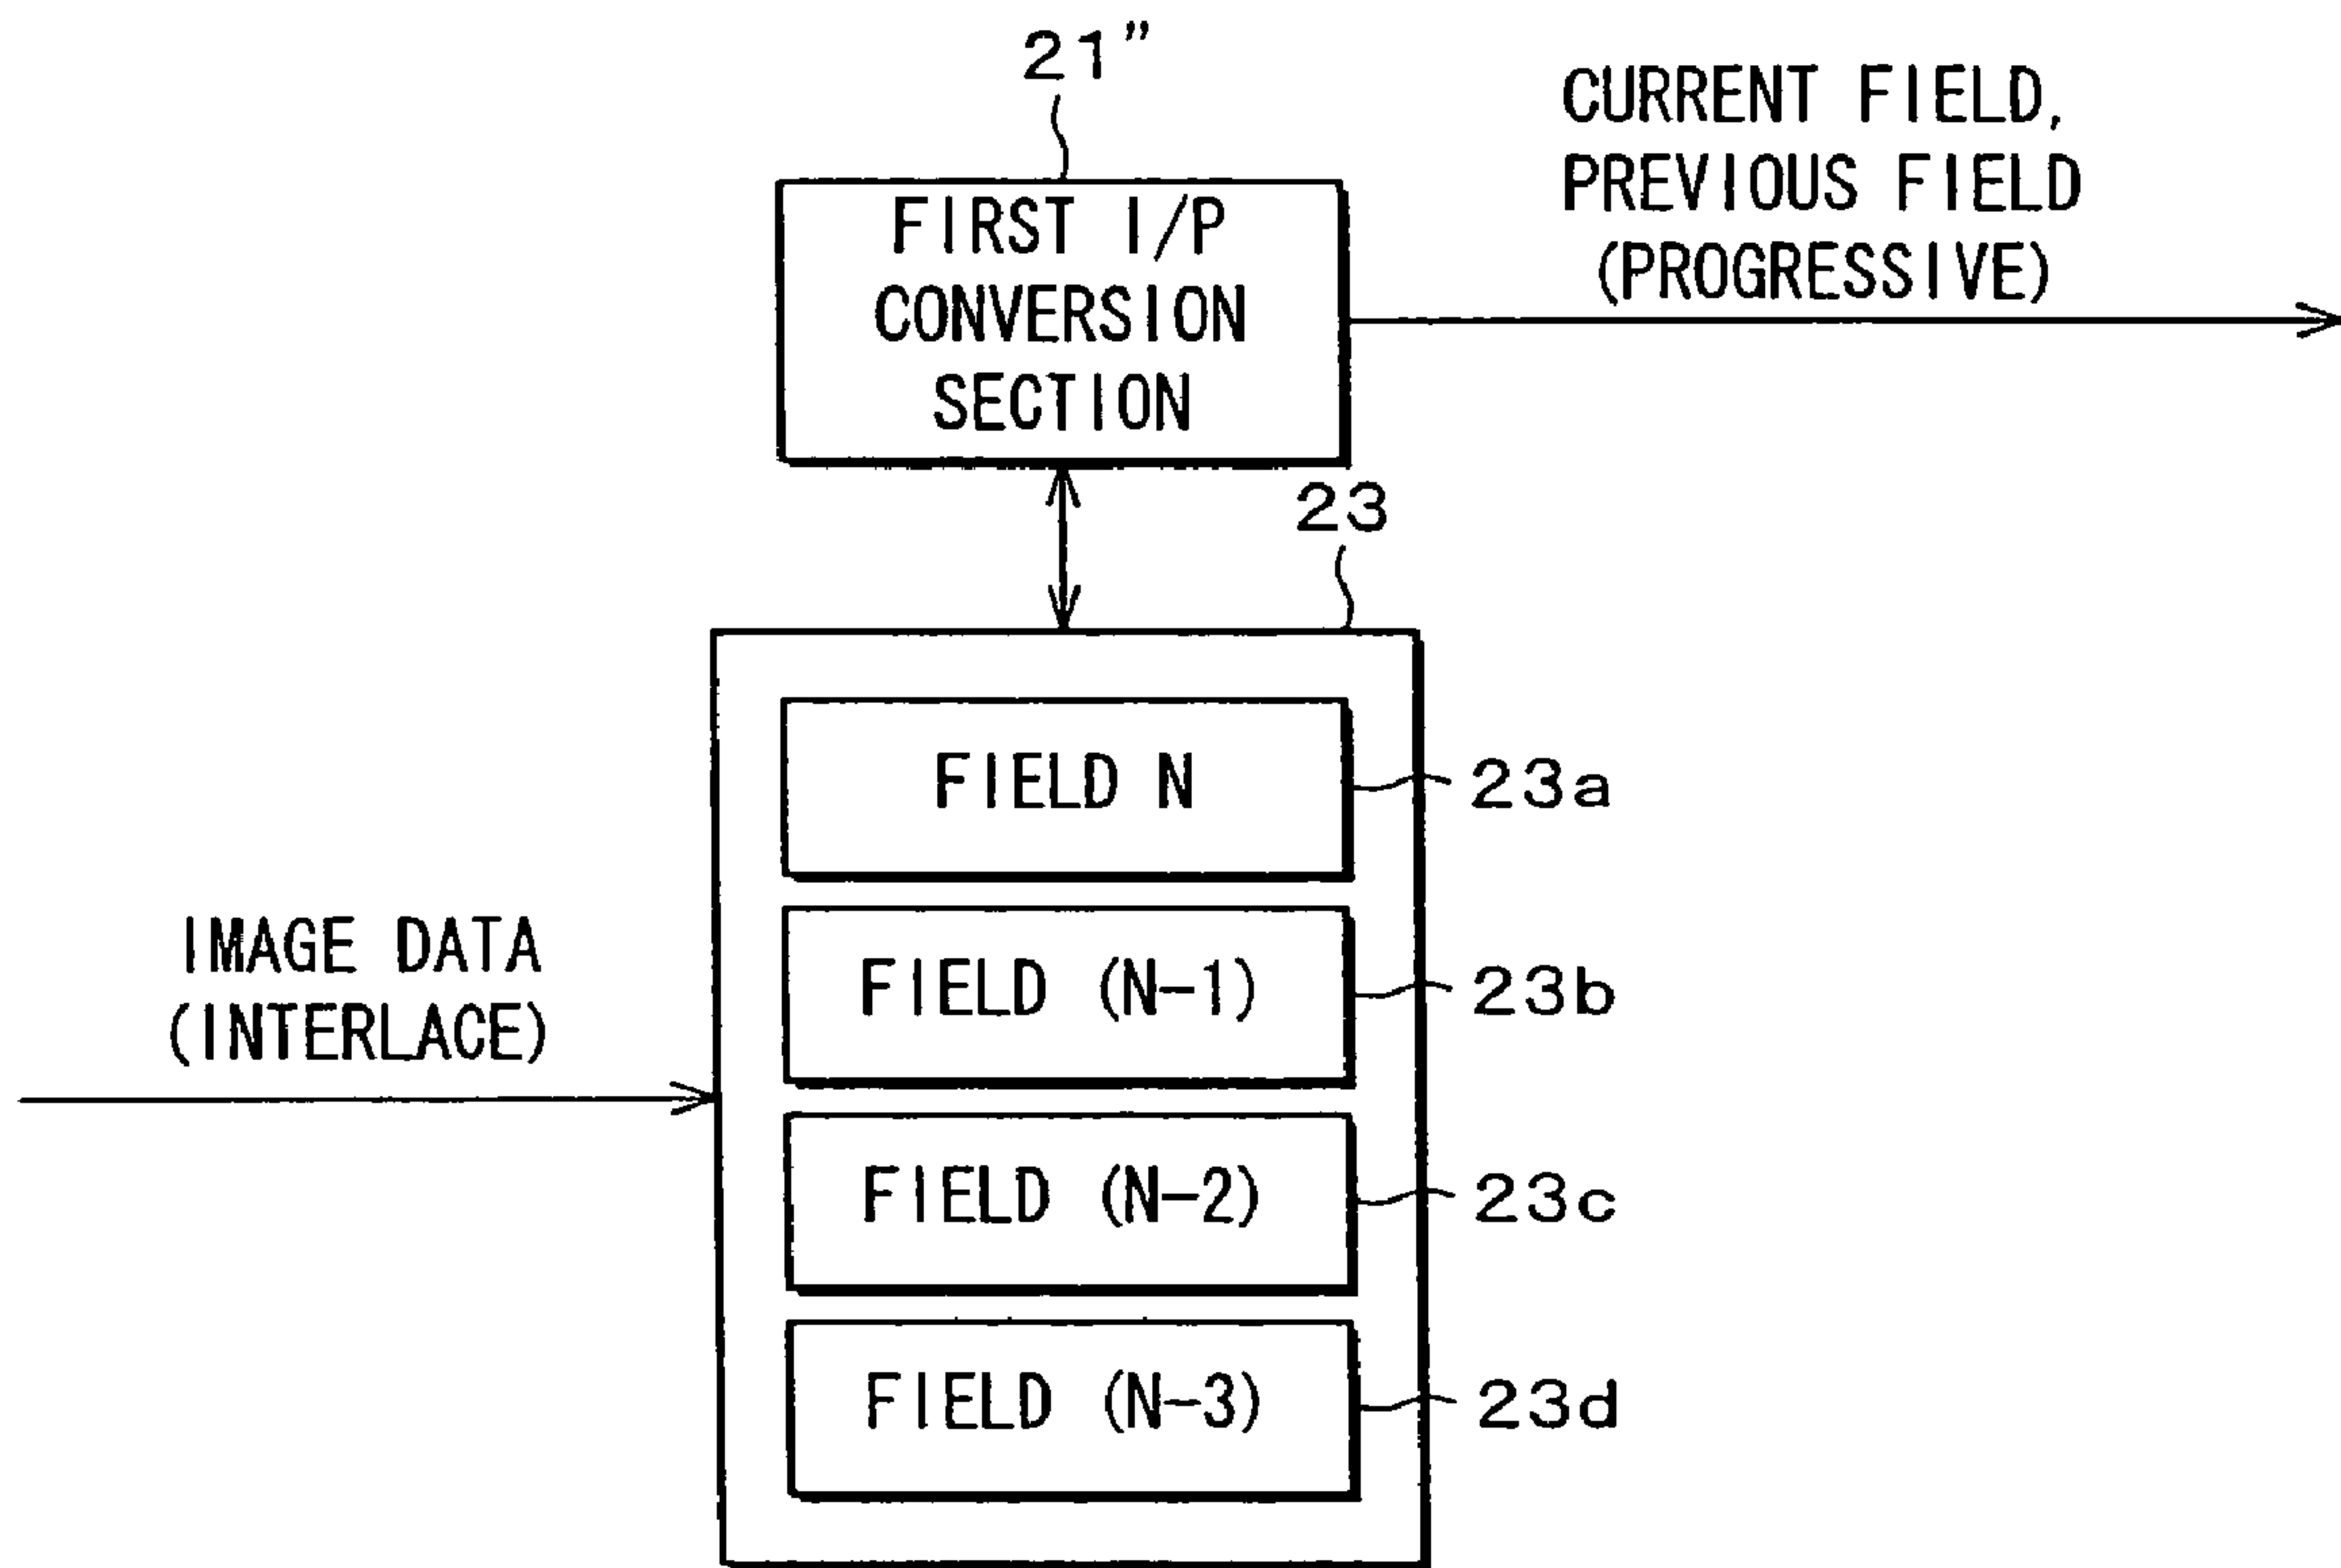 21”
CURRENT FIELD,
PREVIOUS FIELD
(PROGRESSIVE)
FIRST I/P
CONVERSION
SECTION
23
FIELD N
23a
IMAGE DATA
(INTERLACE)
FIELD (N-1)
23b
FIELD (N-2)
23c
FIELD (N-3)
23d